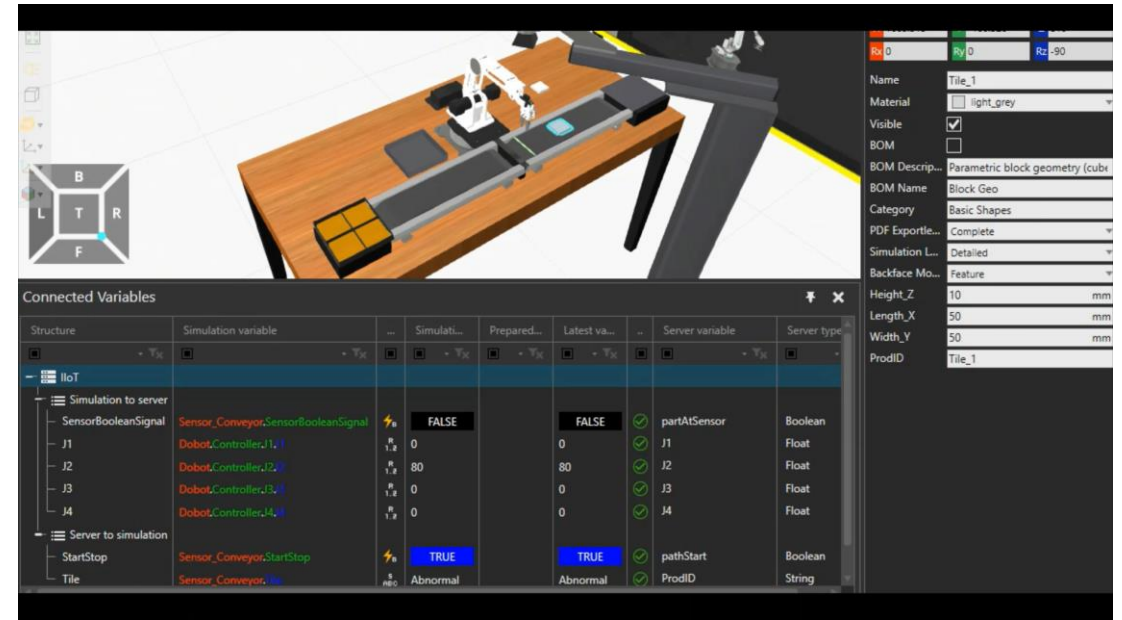 Rx 0 Ry 0 Rz -90
Name Tile_1
Material light_grey
Visible
BOM
BOM Descrip... Parametric block geometry (cube
BOM Name Block Geo
Category Basic Shapes
PDF Exportle... Complete
Simulation L... Detailed
Backface Mo... Feature
Height_Z 10 mm
Length_X 50 mm
Width_Y 50 mm
ProdID Tile_1
B
L T R
F
Connected Variables
Structure Simulation variable ... Simulati... Prepared... Latest va... .. Server variable Server type
IIoT
Simulation to server
SensorBooleanSignal Sensor_Conveyor.SensorBooleanSignal FALSE FALSE partAtSensor Boolean
J1 Dobot.Controller.J1. 0 0 J1 Float
J2 Dobot.Controller.J2. 80 80 J2 Float
J3 Dobot.Controller.J3. 0 0 J3 Float
J4 Dobot.Controller.J4. 0 0 J4 Float
Server to simulation
StartStop Sensor_Conveyor.StartStop TRUE TRUE pathStart Boolean
Tile Sensor_Conveyor. Abnormal Abnormal ProdID String